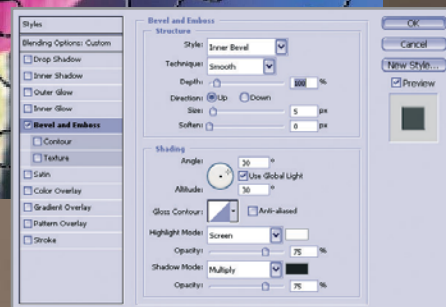 Styles
Blending Options: Custom
Drop Shadow
Inner Shadow
Outer Glow
Inner Glow
Bevel and Emboss
Contour
Texture
Satin
Color Overlay
Gradient Overlay
Pattern Overlay
Stroke
Bevel and Emboss
Structure
Style: Inner Bevel
Technique: Smooth
Depth: 100 %
Direction: Up Down
Size: 5 px
Soften: 0 px
Shading
Angle: 30 °
Use Global Light
Altitude: 30 °
Gloss Contour: Anti-aliased
Highlight Mode: Screen
Opacity: 75 %
Shadow Mode: Multiply
Opacity: 75 %
OK
Cancel
New Style...
Preview